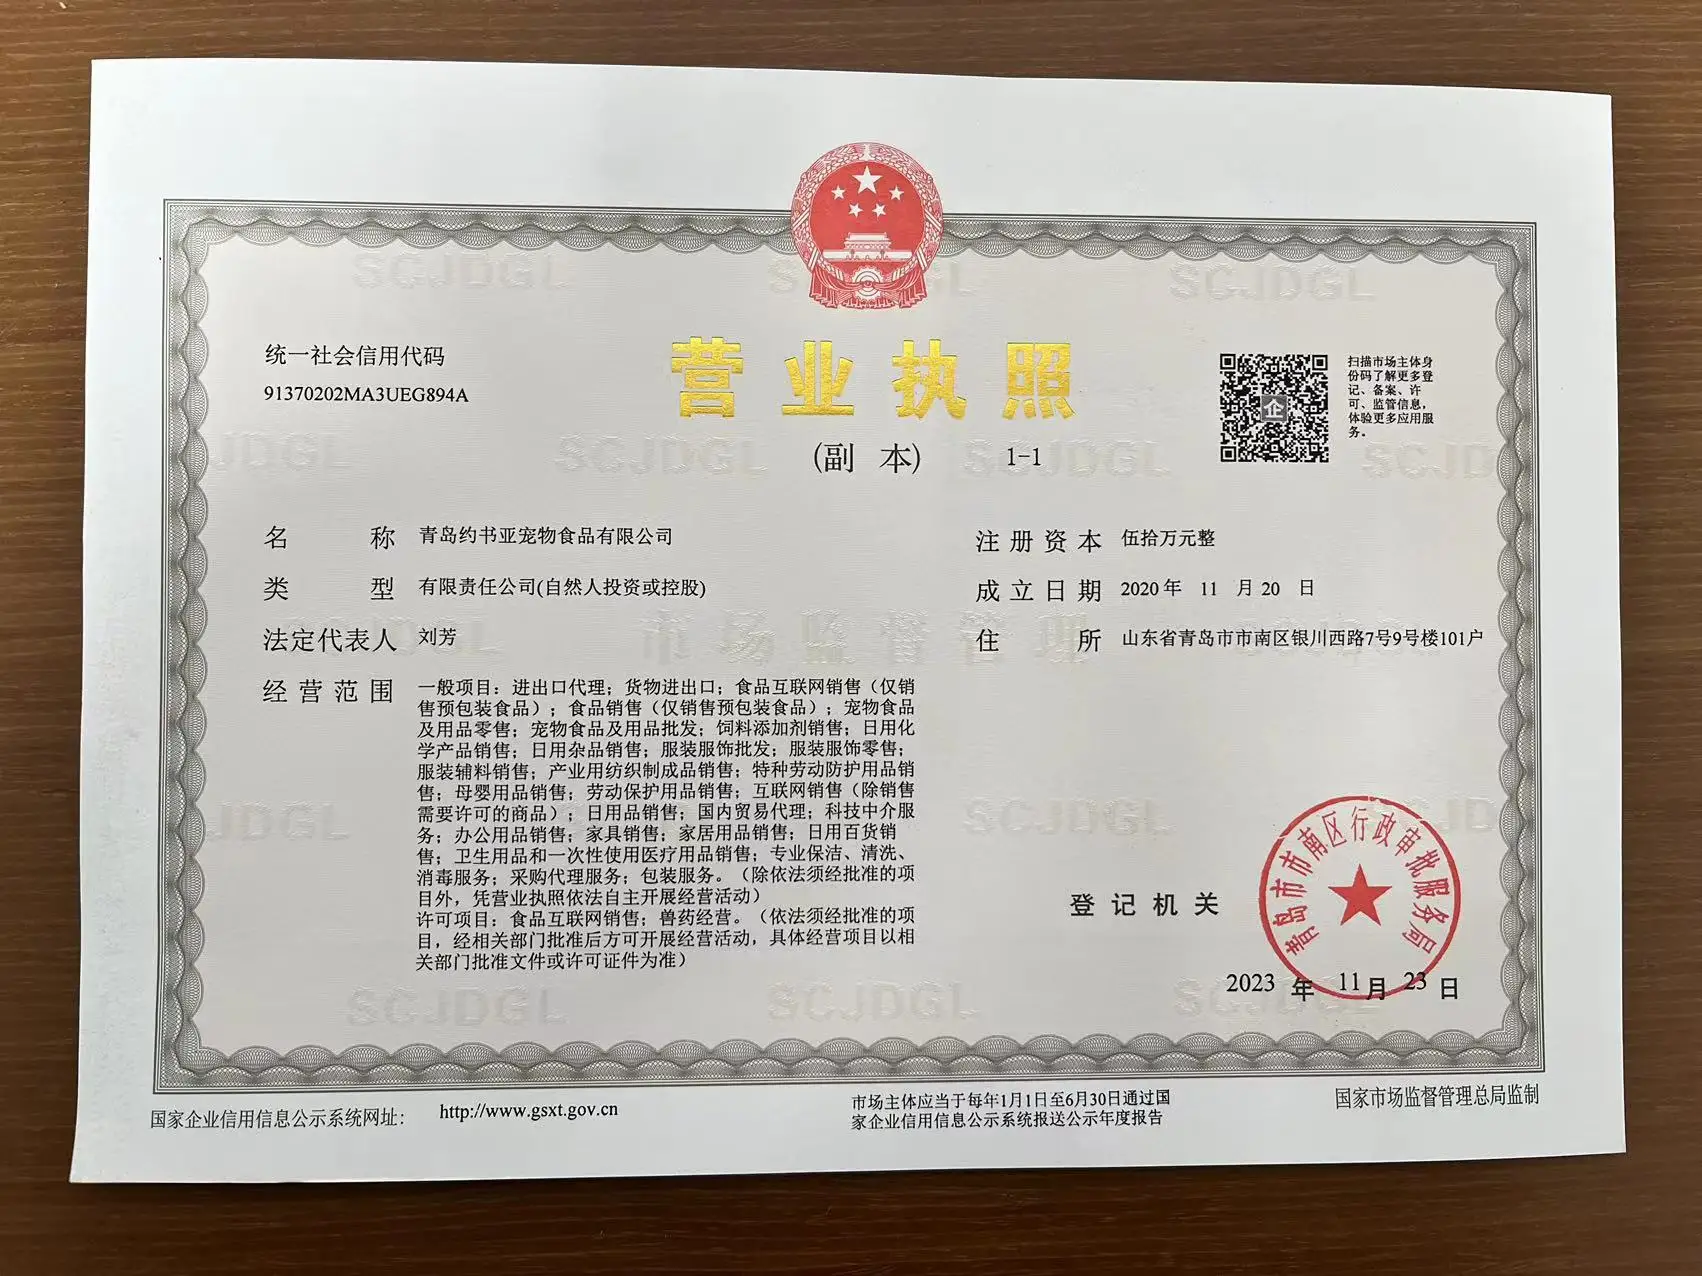 统一社会信用代码
91370202MA3UEG894A
营业执照
(副 本) 1-1
企
扫描市场主体身
份码了解更多登
记、备案、许
可、监管信息，
体验更多应用服
务。
名 称 青岛约书亚宠物食品有限公司
类 型 有限责任公司(自然人投资或控股)
法定代表人 刘芳
经营范围 一般项目：进出口代理；货物进出口；食品互联网销售（仅销
售预包装食品）；食品销售（仅销售预包装食品）；宠物食品
及用品零售；宠物食品及用品批发；饲料添加剂销售；日用化
学产品销售；日用杂品销售；服装服饰批发；服装服饰零售；
服装辅料销售；产业用纺织制成品销售；特种劳动防护用品销
售；母婴用品销售；劳动保护用品销售；互联网销售（除销售
需要许可的商品）；日用品销售；国内贸易代理；科技中介服
务；办公用品销售；家具销售；家居用品销售；日用百货销
售；卫生用品和一次性使用医疗用品销售；专业保洁、清洗、
消毒服务；采购代理服务；包装服务。（除依法须经批准的项
目外，凭营业执照依法自主开展经营活动）
许可项目：食品互联网销售；兽药经营。（依法须经批准的项
目，经相关部门批准后方可开展经营活动，具体经营项目以相
关部门批准文件或许可证件为准）
注册资本 伍拾万元整
成立日期 2020年 11 月20 日
住 所 山东省青岛市市南区银川西路7号9号楼101户
登记机关
青岛市市南区行政审批服务局
2023 年 11 月 23 日
SCJDGL
SCJDGL
SCJDGL
JDGL
SCJDGL
SCJDGL
SCJD
市场监督管理
JDGL
SCJDGL
SCJDGL
SCJDGL
SCJDGL
SCJDGL
国家企业信用信息公示系统网址： http://www.gsxt.gov.cn
市场主体应当于每年1月1日至6月30日通过国
家企业信用信息公示系统报送公示年度报告
国家市场监督管理总局监制